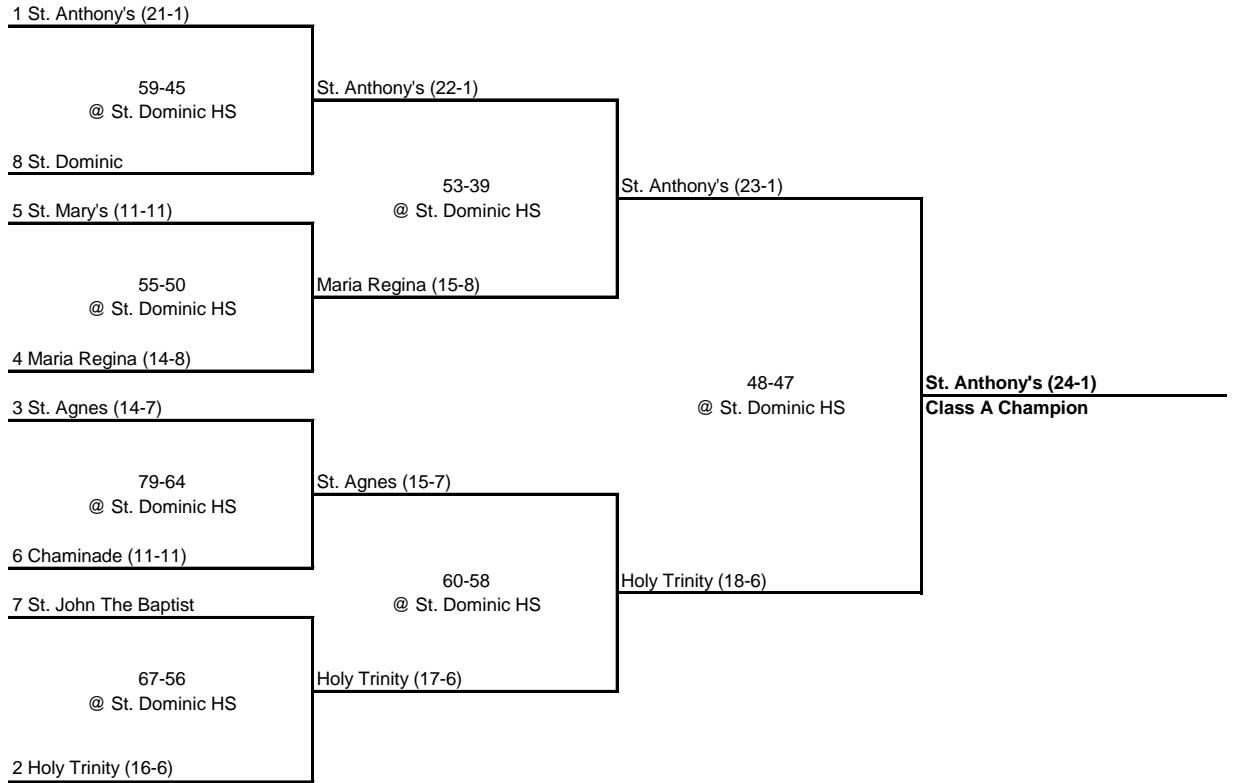 1 St. Anthony's (21-1)
59-45
@ St. Dominic HS
St. Anthony's (22-1)
8 St. Dominic
53-39
@ St. Dominic HS
St. Anthony's (23-1)
5 St. Mary's (11-11)
55-50
@ St. Dominic HS
Maria Regina (15-8)
4 Maria Regina (14-8)
48-47
@ St. Dominic HS
St. Anthony's (24-1)
Class A Champion
3 St. Agnes (14-7)
79-64
@ St. Dominic HS
St. Agnes (15-7)
6 Chaminade (11-11)
60-58
@ St. Dominic HS
Holy Trinity (18-6)
7 St. John The Baptist
67-56
@ St. Dominic HS
Holy Trinity (17-6)
2 Holy Trinity (16-6)